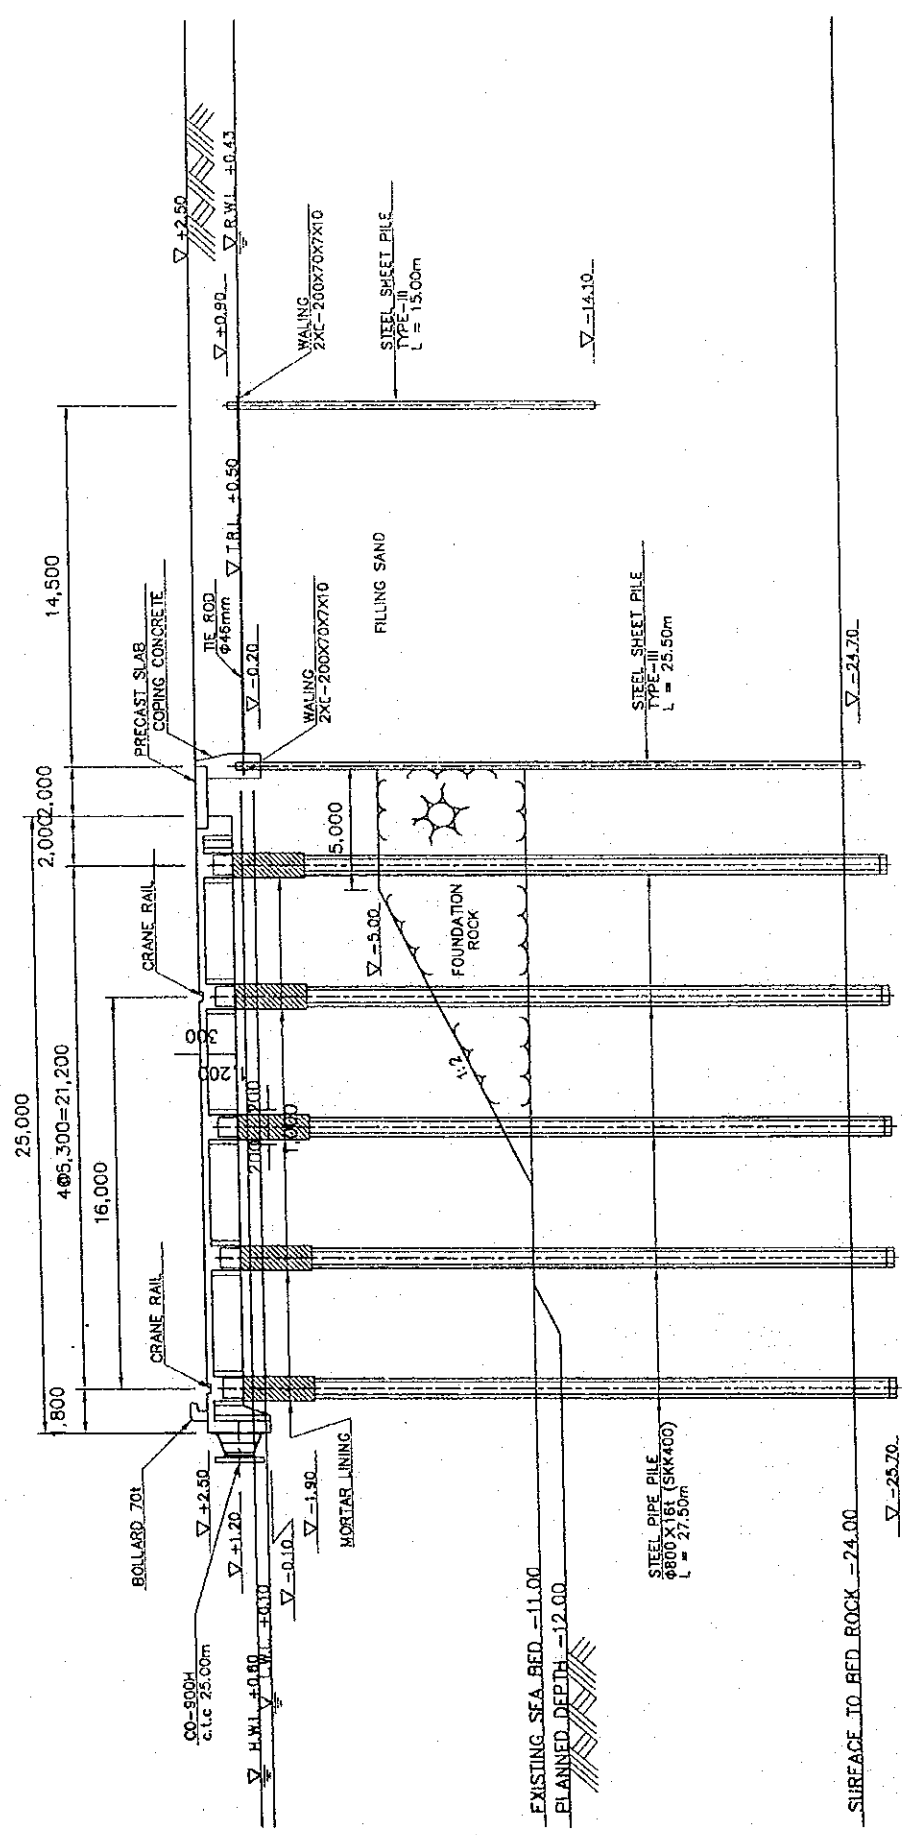 25,000
,800
4@5,300=21,200
2,000
2,000
14,500
16,000
BOLLARD 70t
CRANE RAIL
CRANE RAIL
PRECAST SLAB
COPING CONCRETE
CO-900H
c.t.c 25.00m
▽ +2.50
▽ +1.20
▽ H.W.L +0.60
L.W.L +0.10
▽ -0.10
▽ -1.90
MORTAR LINING
300
1,200
200
200
5,000
TIE ROD
φ46mm
▽ T.R.L +0.50
▽ -0.20
WALING
2X[-200X70X7X10
▽ +0.90
▽ +2.50
▽ R.W.L +0.43
WALING
2X[-200X70X7X10
STEEL SHEET PILE
TYPE-III
L = 15.00m
▽ -14.10
FILLING SAND
▽ -5.00
FOUNDATION
ROCK
1:2
STEEL SHEET PILE
TYPE-III
L = 25.50m
▽ -24.70
EXISTING SEA BED -11.00
PLANNED DEPTH -12.00
STEEL PIPE PILE
φ800X16t (SKK400)
L = 27.50m
SURFACE TO BED ROCK -24.00
▽ -25.70